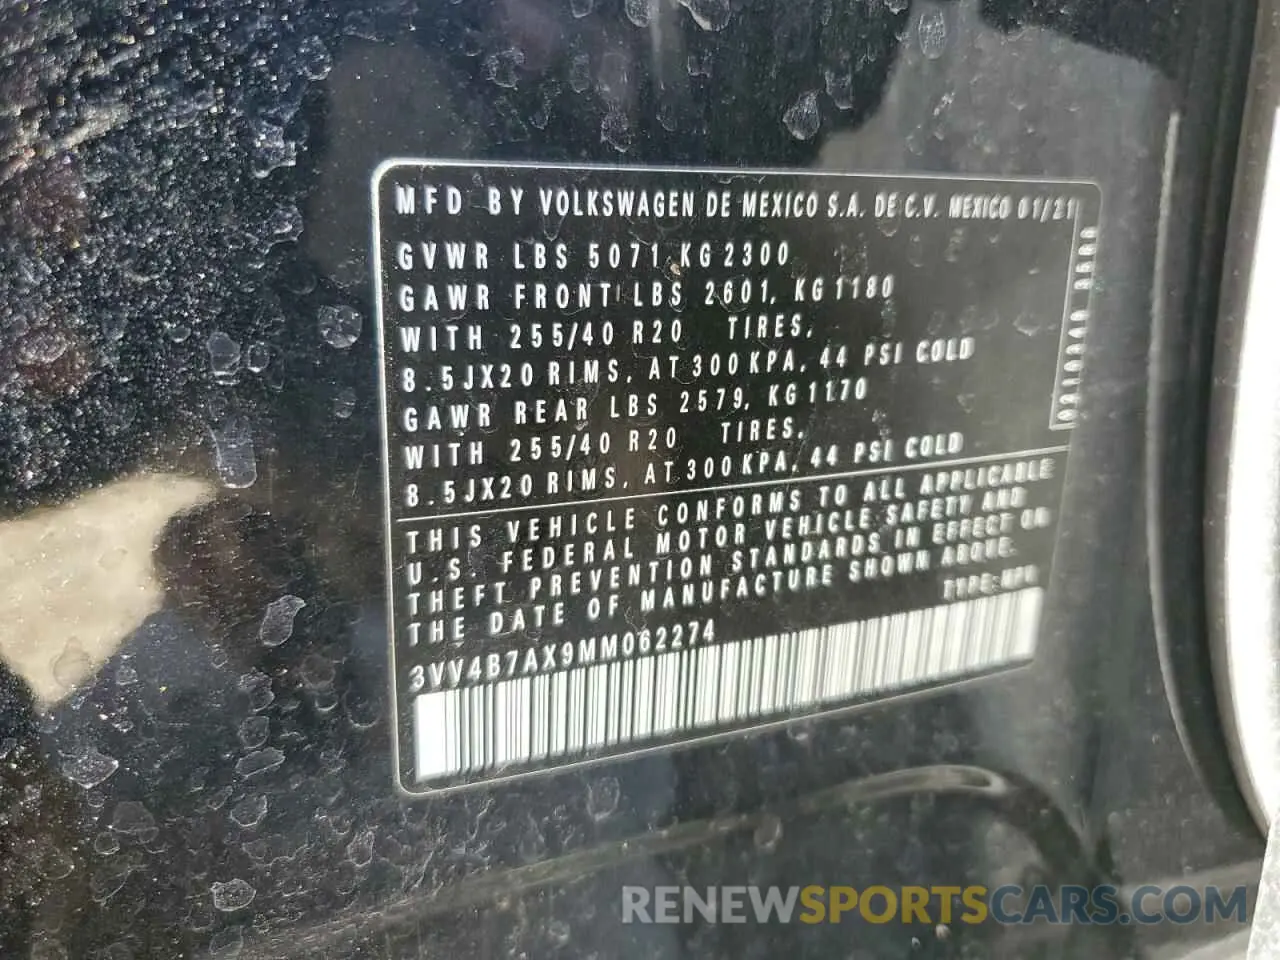 MFD BY VOLKSWAGEN DE MEXICO S.A. DE C.V. MEXICO 01/21
GVWR LBS 5071 KG 2300
GAWR FRONT LBS 2601, KG 1180
WITH 255/40 R20 TIRES,
8.5JX20 RIMS, AT 300 KPA, 44 PSI COLD
GAWR REAR LBS 2579, KG 1170
WITH 255/40 R20 TIRES,
8.5JX20 RIMS, AT 300 KPA, 44 PSI COLD
THIS VEHICLE CONFORMS TO ALL APPLICABLE
U.S. FEDERAL MOTOR VEHICLE SAFETY AND
THEFT PREVENTION STANDARDS IN EFFECT ON
THE DATE OF MANUFACTURE SHOWN ABOVE.
TYPE: MPV
3VV4B7AX9MM062274
RENEWSPORTSCARS.COM